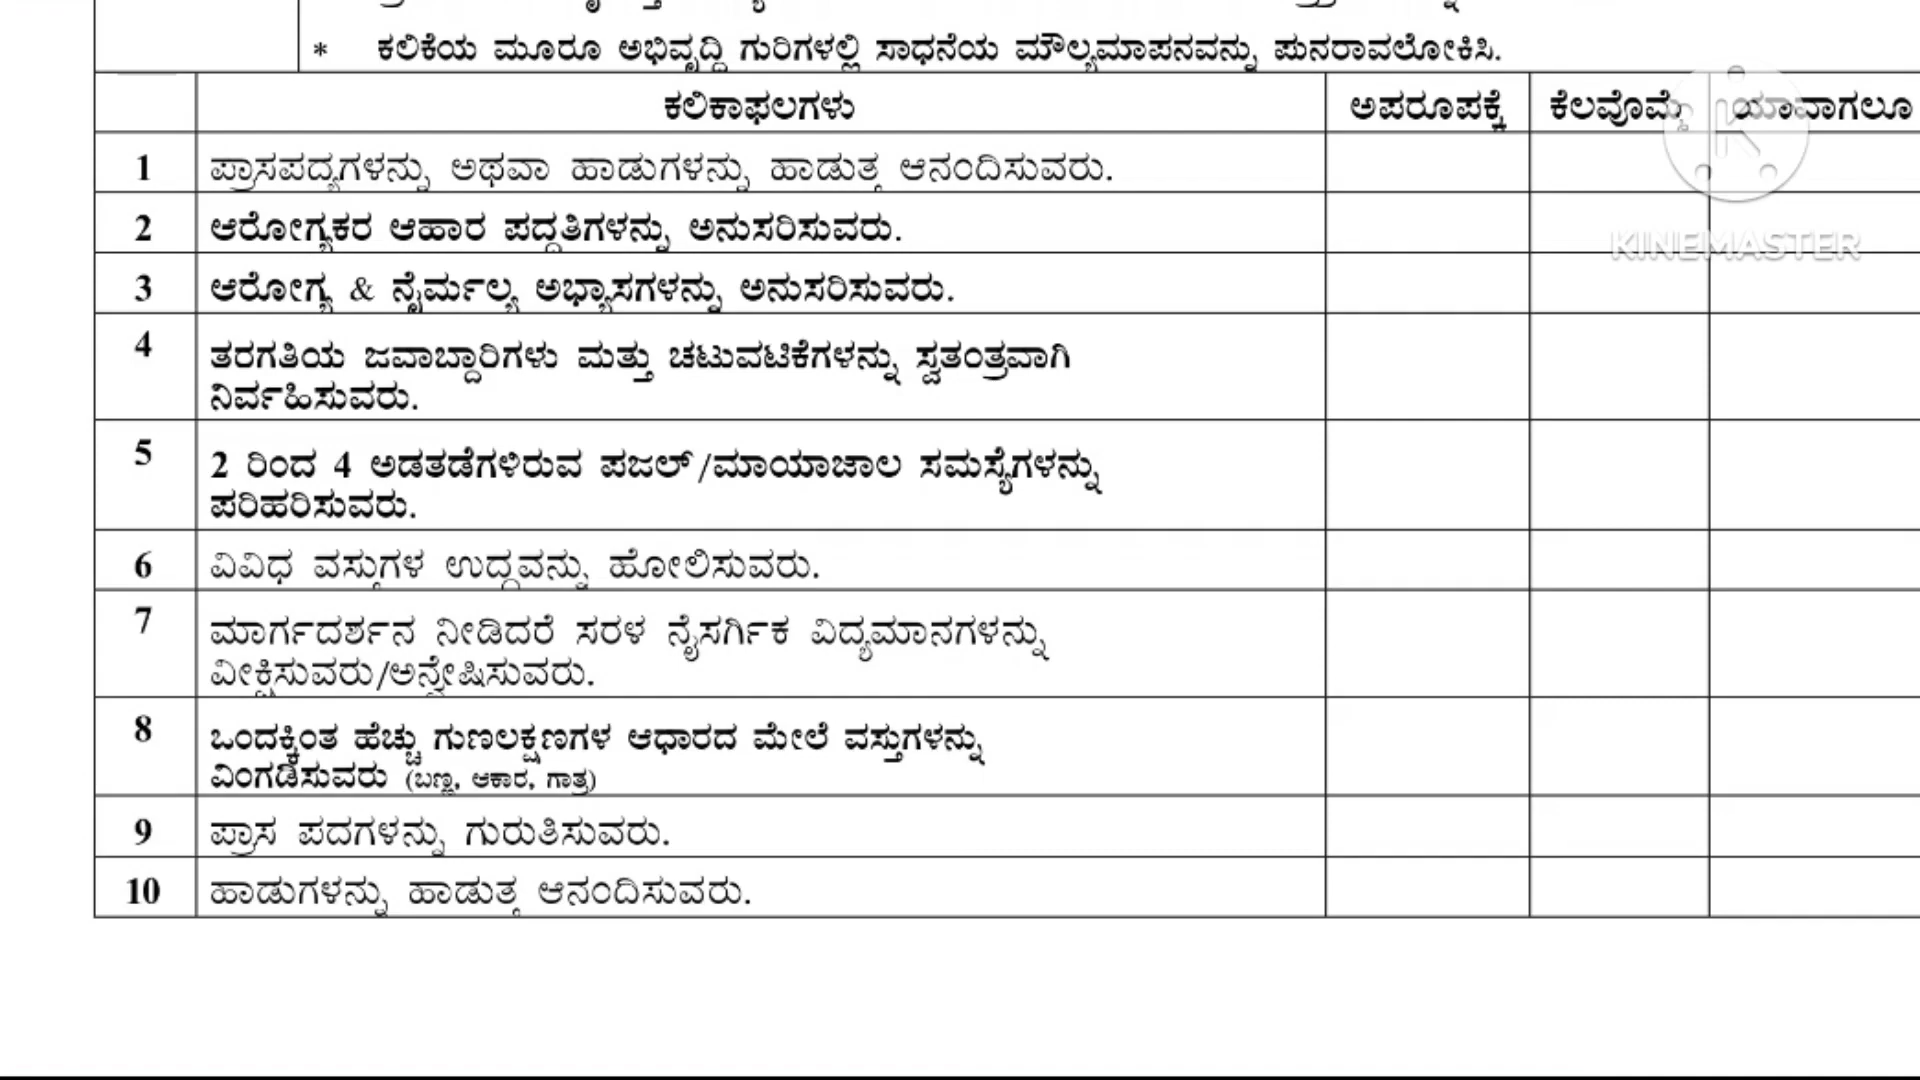 * ಕಲಿಕೆಯ ಮೂರೂ ಅಭಿವೃದ್ಧಿ ಗುರಿಗಳಲ್ಲಿ ಸಾಧನೆಯ ಮೌಲ್ಯಮಾಪನವನ್ನು ಪುನರಾವಲೋಕಿಸಿ.
ಕಲಿಕಾಫಲಗಳು ಅಪರೂಪಕ್ಕೆ ಕೆಲವೊಮ್ಮೆ ಯಾವಾಗಲೂ
1 ಪ್ರಾಸಪದ್ಯಗಳನ್ನು ಅಥವಾ ಹಾಡುಗಳನ್ನು ಹಾಡುತ್ತ ಆನಂದಿಸುವರು.
2 ಆರೋಗ್ಯಕರ ಆಹಾರ ಪದ್ಧತಿಗಳನ್ನು ಅನುಸರಿಸುವರು.
KINEMASTER
3 ಆರೋಗ್ಯ & ನೈರ್ಮಲ್ಯ ಅಭ್ಯಾಸಗಳನ್ನು ಅನುಸರಿಸುವರು.
4 ತರಗತಿಯ ಜವಾಬ್ದಾರಿಗಳು ಮತ್ತು ಚಟುವಟಿಕೆಗಳನ್ನು ಸ್ವತಂತ್ರವಾಗಿ
ನಿರ್ವಹಿಸುವರು.
5 2 ರಿಂದ 4 ಅಡತಡೆಗಳಿರುವ ಪಜಲ್/ಮಾಯಾಜಾಲ ಸಮಸ್ಯೆಗಳನ್ನು
ಪರಿಹರಿಸುವರು.
6 ವಿವಿಧ ವಸ್ತುಗಳ ಉದ್ದವನ್ನು ಹೋಲಿಸುವರು.
7 ಮಾರ್ಗದರ್ಶನ ನೀಡಿದರೆ ಸರಳ ನೈಸರ್ಗಿಕ ವಿದ್ಯಮಾನಗಳನ್ನು
ವೀಕ್ಷಿಸುವರು/ಅನ್ವೇಷಿಸುವರು.
8 ಒಂದಕ್ಕಿಂತ ಹೆಚ್ಚು ಗುಣಲಕ್ಷಣಗಳ ಆಧಾರದ ಮೇಲೆ ವಸ್ತುಗಳನ್ನು
ವಿಂಗಡಿಸುವರು (ಬಣ್ಣ, ಆಕಾರ, ಗಾತ್ರ)
9 ಪ್ರಾಸ ಪದಗಳನ್ನು ಗುರುತಿಸುವರು.
10 ಹಾಡುಗಳನ್ನು ಹಾಡುತ್ತ ಆನಂದಿಸುವರು.